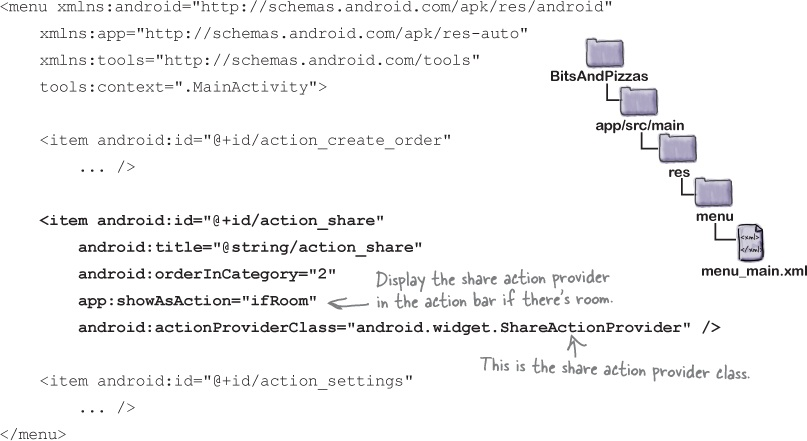 <menu xmlns:android="http://schemas.android.com/apk/res/android"
xmlns:app="http://schemas.android.com/apk/res-auto"
xmlns:tools="http://schemas.android.com/tools"
tools:context=".MainActivity">
<item android:id="@+id/action_create_order"
... />
<item android:id="@+id/action_share"
android:title="@string/action_share"
android:orderInCategory="2"
app:showAsAction="ifRoom"
android:actionProviderClass="android.widget.ShareActionProvider" />
<item android:id="@+id/action_settings"
... />
</menu>
Display the share action provider
in the action bar if there's room.
This is the share action provider class.
BitsAndPizzas
app/src/main
res
menu
<xml>
</xml>
menu_main.xml